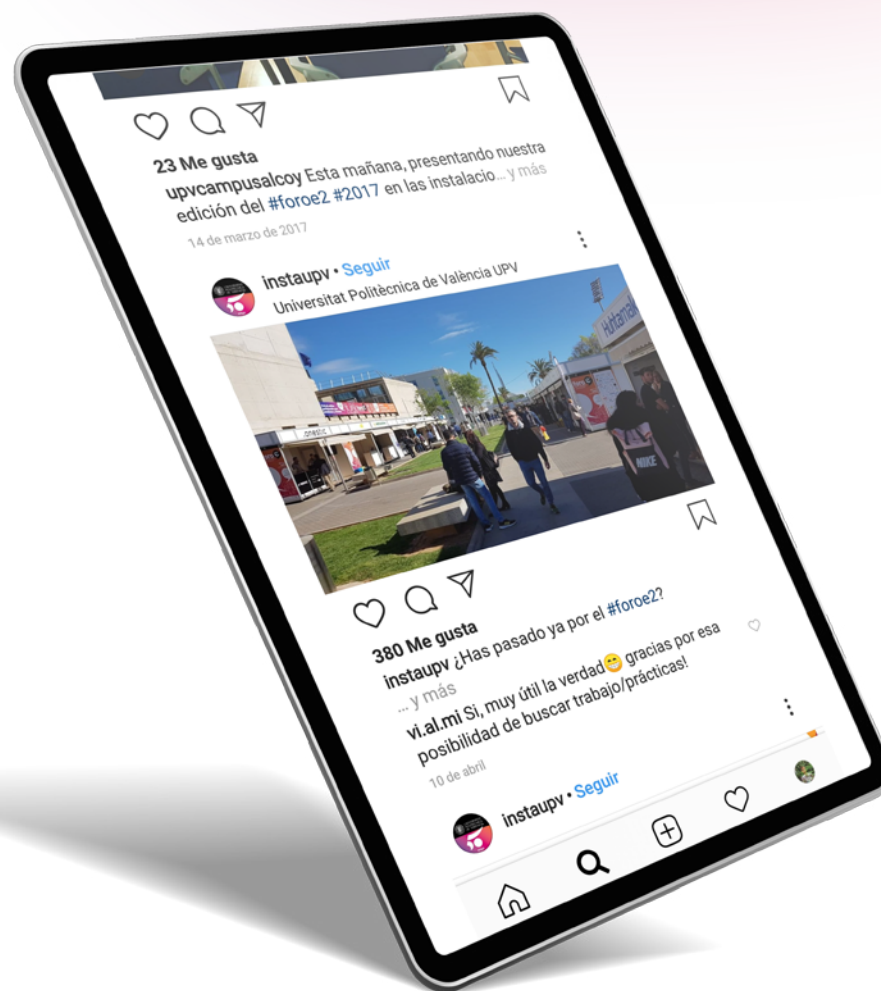 23 Me gusta
upvcampusalcoy Esta mañana, presentando nuestra
edición del #foroe2 #2017 en las instalacio... y más
14 de marzo de 2017
instaupv • Seguir
Universitat Politècnica de València UPV
onestic
Huhtamaki
NIKE
380 Me gusta
instaupv ¿Has pasado ya por el #foroe2?
... y más
vi.al.mi Si, muy útil la verdad😁 gracias por esa
posibilidad de buscar trabajo/prácticas!
10 de abril
instaupv • Seguir